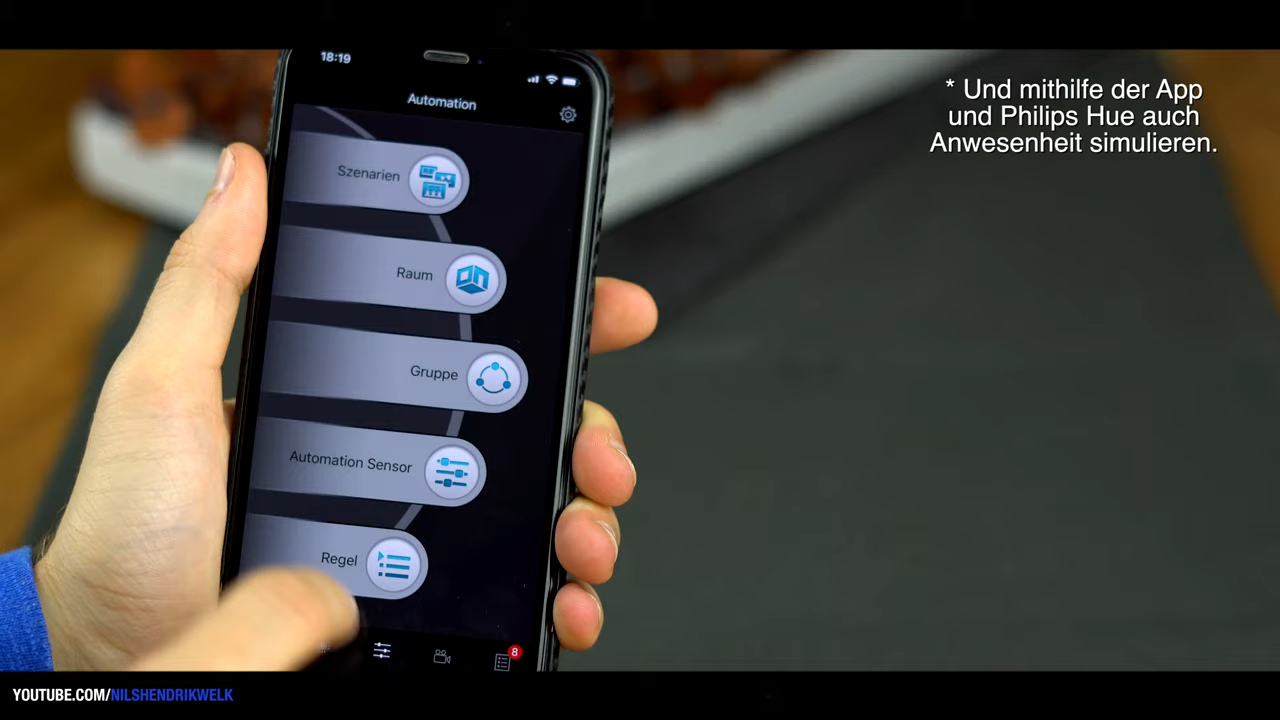 18:19
Automation
* Und mithilfe der App
und Philips Hue auch
Anwesenheit simulieren.
Szenarien
Raum
Gruppe
Automation Sensor
Regel
8
YOUTUBE.COM/NILSHENDRIKWELK